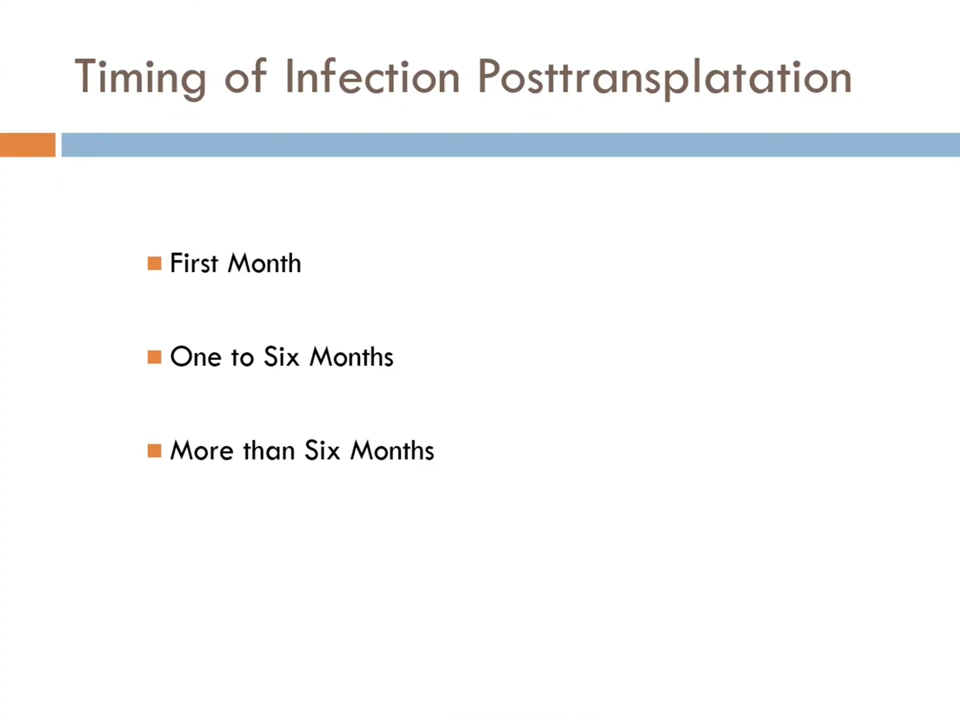 Timing of Infection Posttransplatation
First Month
One to Six Months
More than Six Months